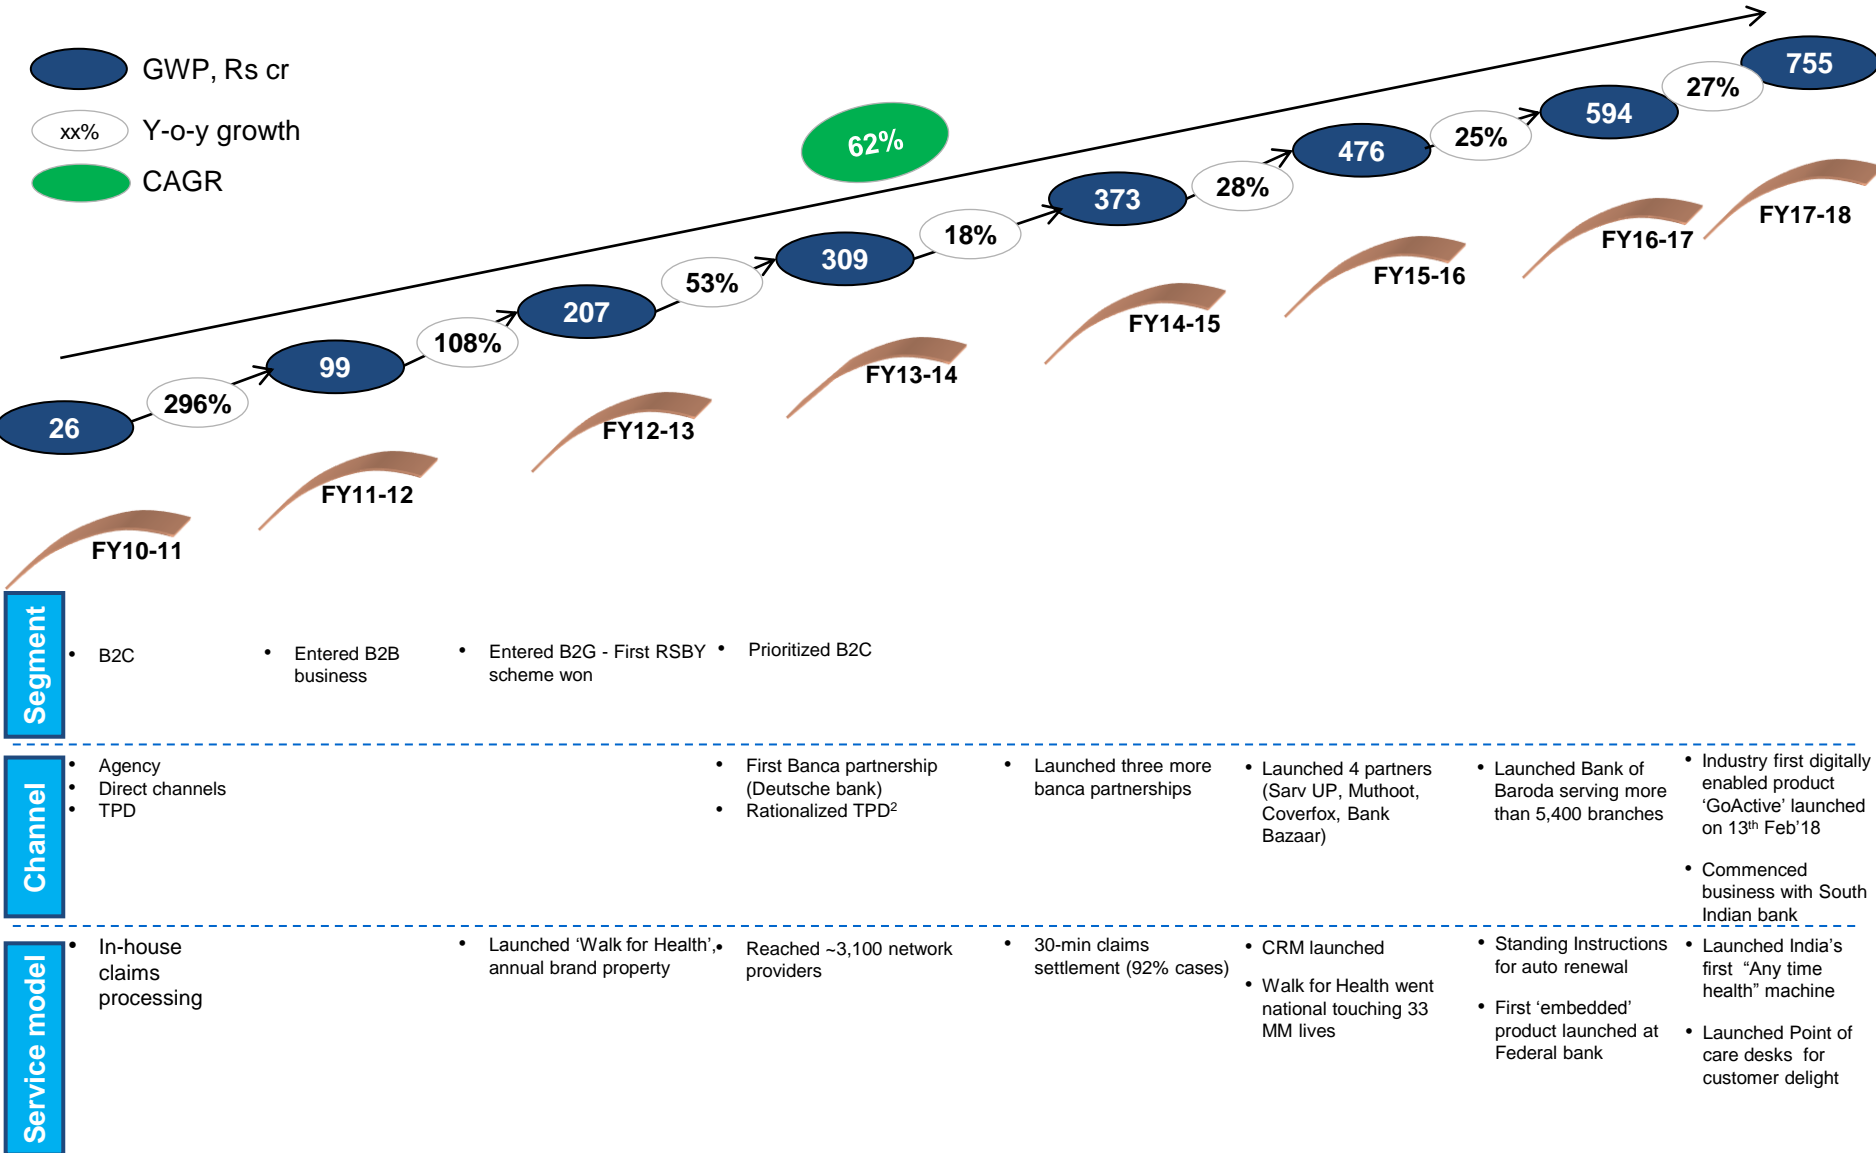 GWP, Rs cr
xx%
Y-o-y growth
CAGR
62%
26
296%
99
108%
207
53%
309
18%
373
28%
476
25%
594
27%
755
FY10-11
FY11-12
FY12-13
FY13-14
FY14-15
FY15-16
FY16-17
FY17-18
Segment
• B2C
• Entered B2B
business
• Entered B2G - First RSBY
scheme won
• Prioritized B2C
Channel
• Agency
• Direct channels
• TPD
• First Banca partnership
(Deutsche bank)
• Rationalized TPD²
• Launched three more
banca partnerships
• Launched 4 partners
(Sarv UP, Muthoot,
Coverfox, Bank
Bazaar)
• Launched Bank of
Baroda serving more
than 5,400 branches
• Industry first digitally
enabled product
‘GoActive’ launched
on 13th Feb’18
• Commenced
business with South
Indian bank
Service model
• In-house
claims
processing
• Launched ‘Walk for Health’,
annual brand property
• Reached ~3,100 network
providers
• 30-min claims
settlement (92% cases)
• CRM launched
• Walk for Health went
national touching 33
MM lives
• Standing Instructions
for auto renewal
• First ‘embedded’
product launched at
Federal bank
• Launched India’s
first “Any time
health” machine
• Launched Point of
care desks for
customer delight